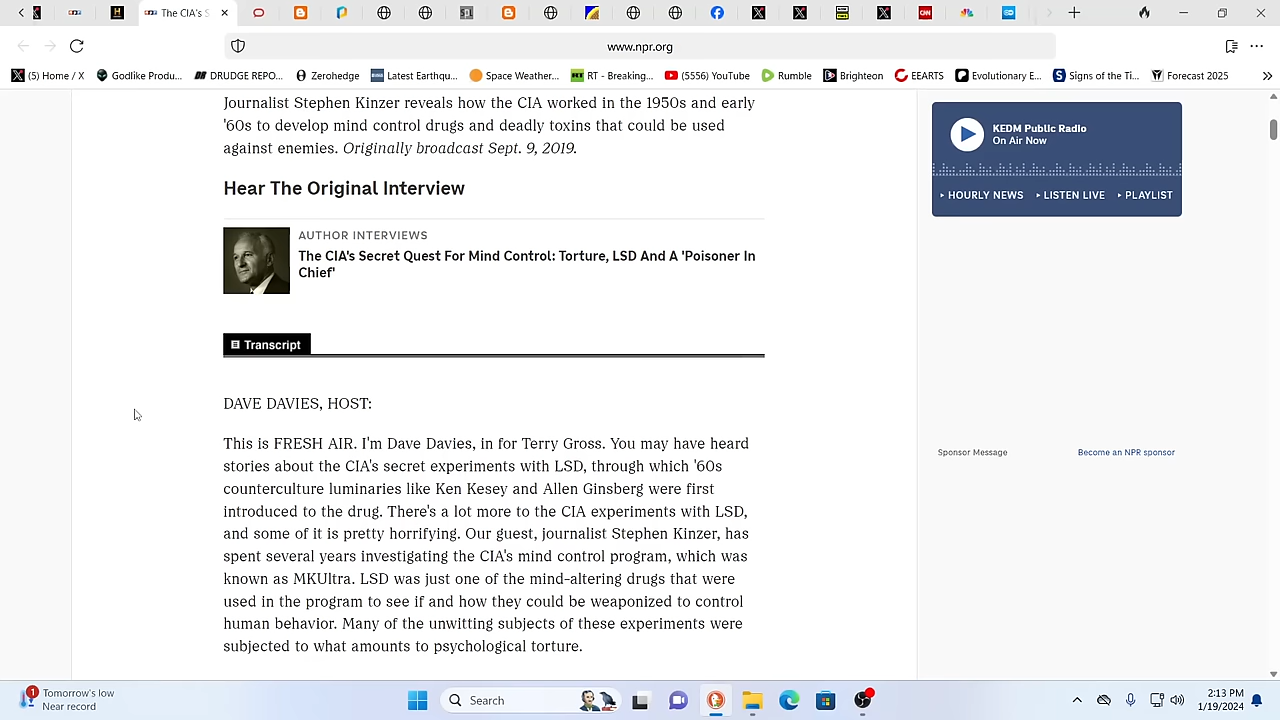 The CIA's S
www.npr.org
(5) Home / X
Godlike Produ...
DRUDGE REPO...
Zerohedge
Latest Earthqu...
Space Weather...
RT - Breaking...
(5556) YouTube
Rumble
Brighteon
EEARTS
Evolutionary E...
Signs of the Ti...
Forecast 2025
Journalist Stephen Kinzer reveals how the CIA worked in the 1950s and early
'60s to develop mind control drugs and deadly toxins that could be used
against enemies. Originally broadcast Sept. 9, 2019.
Hear The Original Interview
AUTHOR INTERVIEWS
The CIA's Secret Quest For Mind Control: Torture, LSD And A 'Poisoner In
Chief'
Transcript
DAVE DAVIES, HOST:
This is FRESH AIR. I'm Dave Davies, in for Terry Gross. You may have heard
stories about the CIA's secret experiments with LSD, through which '60s
counterculture luminaries like Ken Kesey and Allen Ginsberg were first
introduced to the drug. There's a lot more to the CIA experiments with LSD,
and some of it is pretty horrifying. Our guest, journalist Stephen Kinzer, has
spent several years investigating the CIA's mind control program, which was
known as MKUltra. LSD was just one of the mind-altering drugs that were
used in the program to see if and how they could be weaponized to control
human behavior. Many of the unwitting subjects of these experiments were
subjected to what amounts to psychological torture.
KEDM Public Radio
On Air Now
HOURLY NEWS
LISTEN LIVE
PLAYLIST
Sponsor Message
Become an NPR sponsor
1
Tomorrow's low
Near record
Search
2:13 PM
1/19/2024